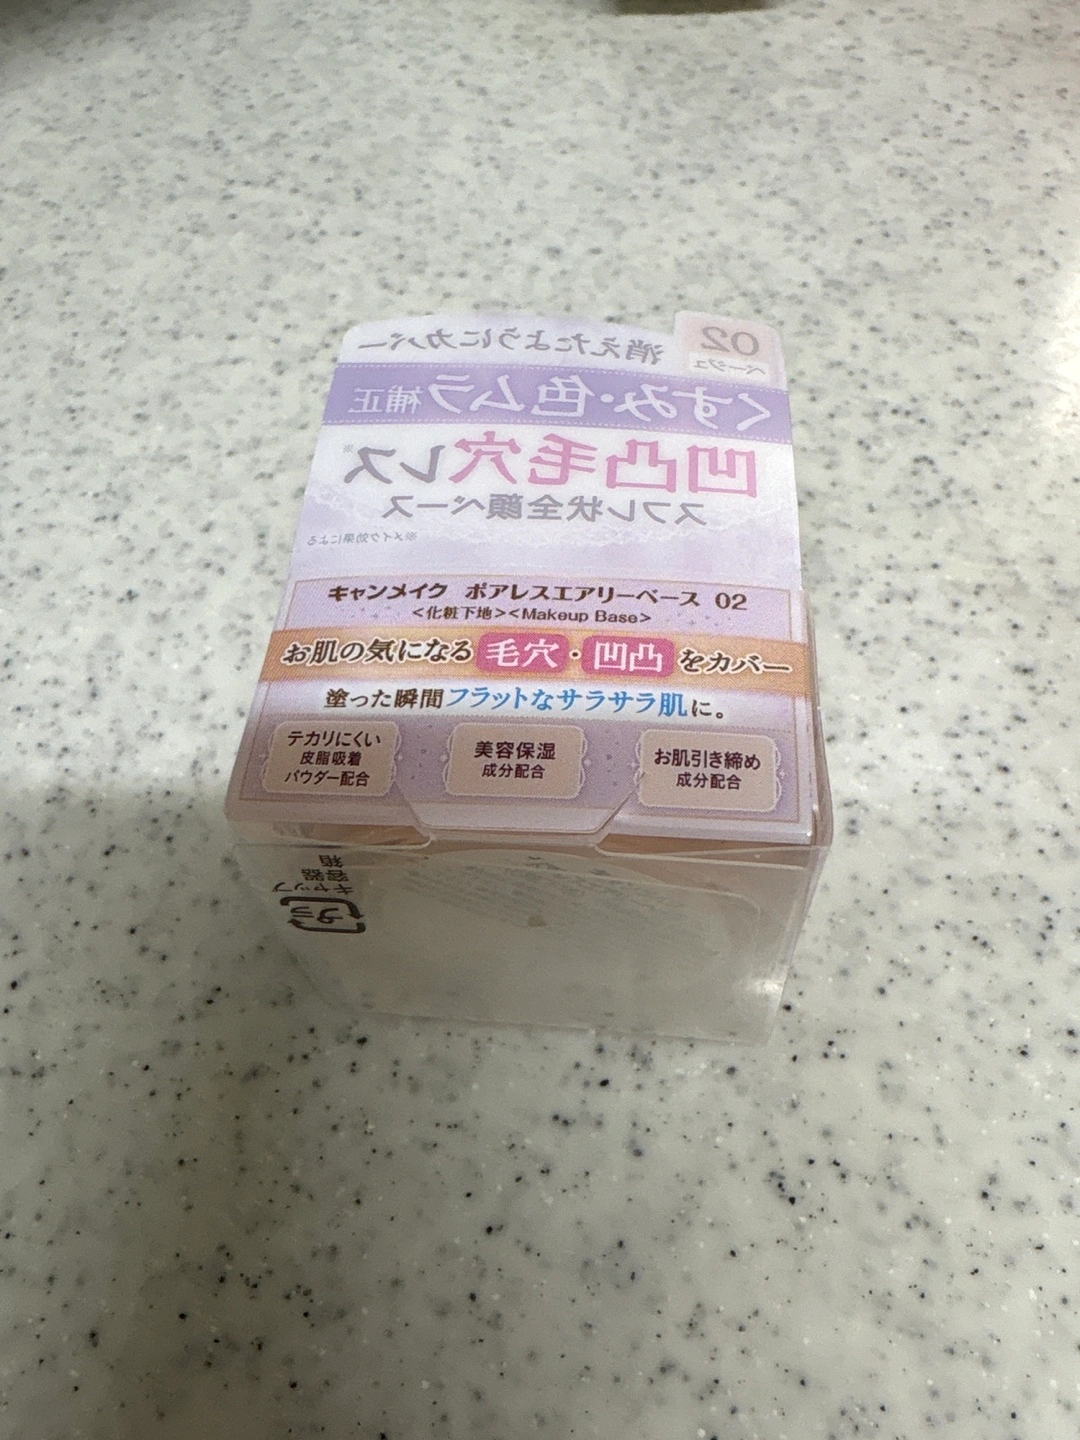 02
ベージュ
消えたようにカバー
くすみ・色ムラ補正
凹凸毛穴レス※
スフレ状全顔ベース
※メイク効果による
キャンメイク ポアレスエアリーベース 02
<化粧下地><Makeup Base>
お肌の気になる毛穴・凹凸をカバー
塗った瞬間フラットなサラサラ肌に。
テカリにくい
皮脂吸着
パウダー配合
美容保湿
成分配合
お肌引き締め
成分配合
キャップ
容器
箱
プラ